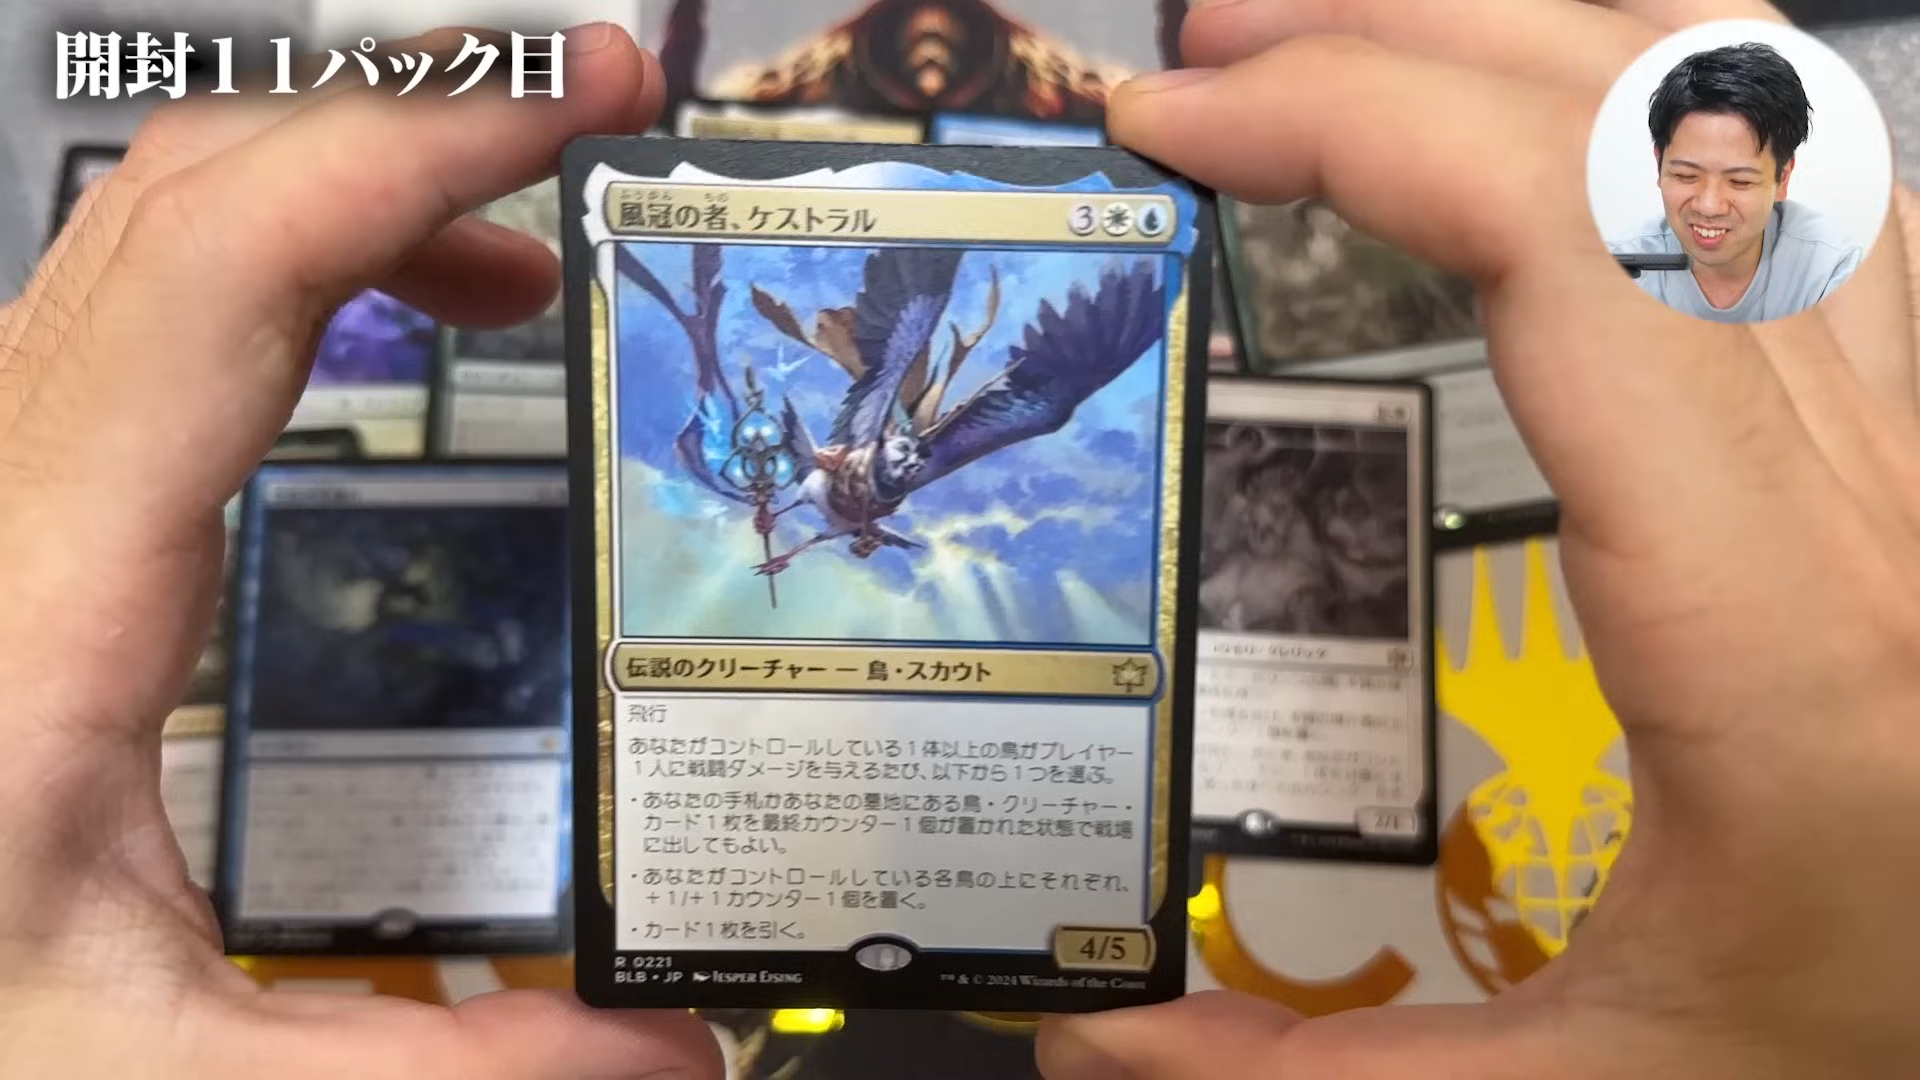 開封１１パック目
ふうかん もの
風冠の者、ケストラル
3
伝説のクリーチャー — 鳥・スカウト
飛行
あなたがコントロールしている１体以上の鳥がプレイヤー
１人に戦闘ダメージを与えるたび、以下から１つを選ぶ。
・あなたの手札かあなたの墓地にある鳥・クリーチャー・
カード１枚を最終カウンター１個が置かれた状態で戦場
に出してもよい。
・あなたがコントロールしている各鳥の上にそれぞれ、
＋１/＋１カウンター１個を置く。
・カード１枚を引く。
4/5
R 0221
BLB • JP JESPER EJSING
™ & © 2024 Wizards of the Coast
2/1